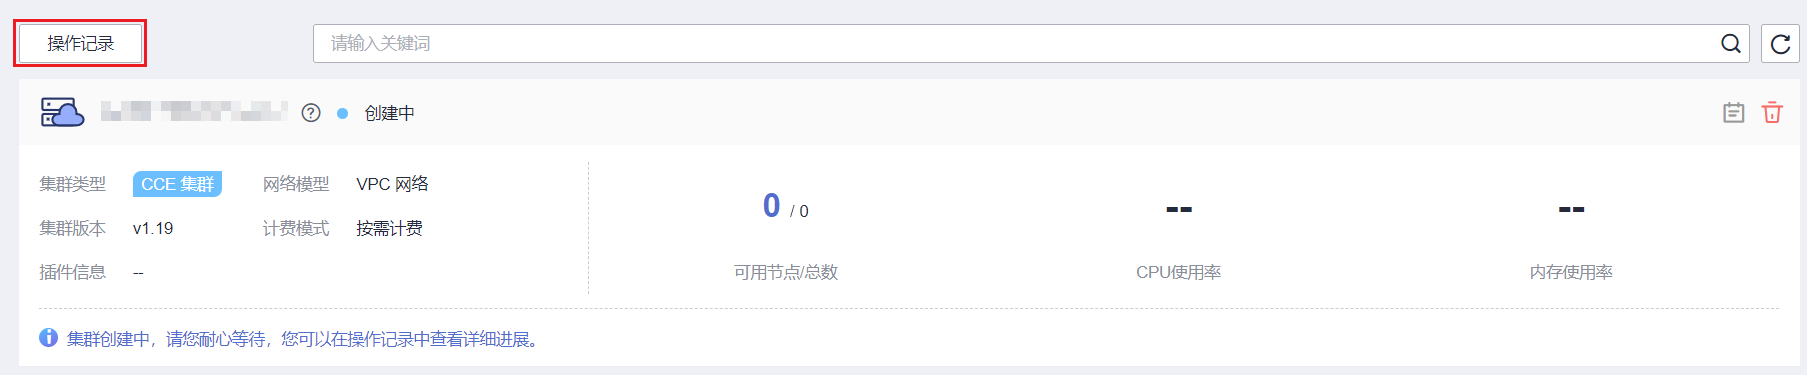 操作记录
请输入关键词
创建中
集群类型 CCE 集群 网络模型 VPC 网络
集群版本 v1.19 计费模式 按需计费
插件信息 --
0 / 0
可用节点/总数
--
CPU使用率
--
内存使用率
集群创建中，请您耐心等待，您可以在操作记录中查看详细进展。